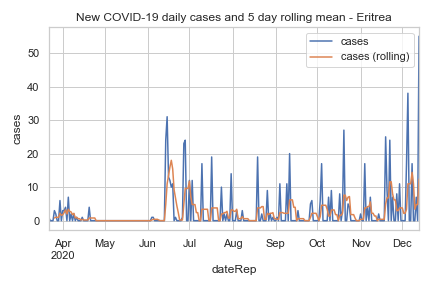 New COVID-19 daily cases and 5 day rolling mean - Eritrea
cases
cases (rolling)
50
40
30
20
10
0
cases
Apr
2020
May
Jun
Jul
Aug
Sep
Oct
Nov
Dec
dateRep